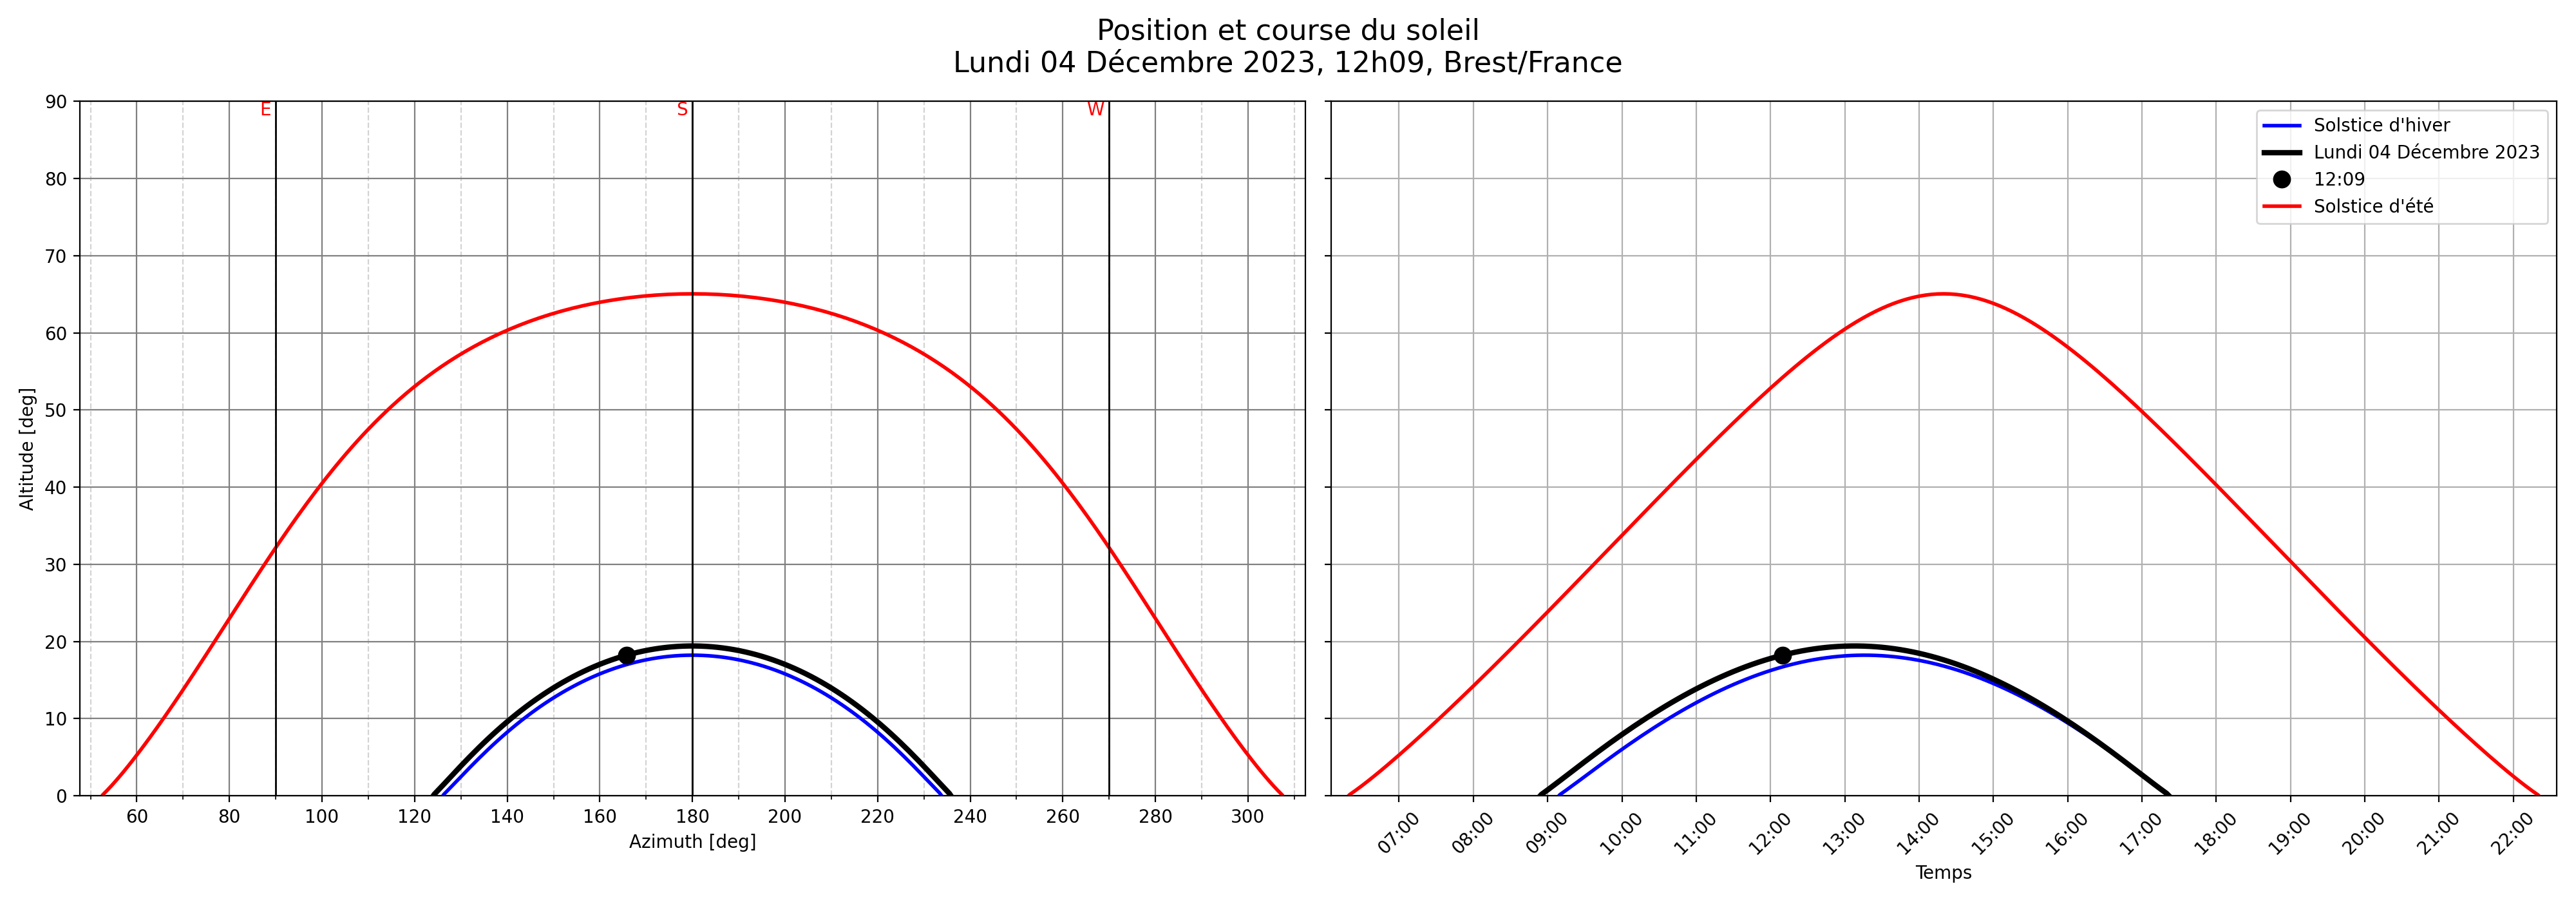 Position et course du soleil
Lundi 04 Décembre 2023, 12h09, Brest/France
E
S
W
90
80
70
60
50
40
30
20
10
0
Altitude [deg]
60 80 100 120 140 160 180 200 220 240 260 280 300
Azimuth [deg]
Solstice d'hiver
Lundi 04 Décembre 2023
12:09
Solstice d'été
07:00 08:00 09:00 10:00 11:00 12:00 13:00 14:00 15:00 16:00 17:00 18:00 19:00 20:00 21:00 22:00
Temps